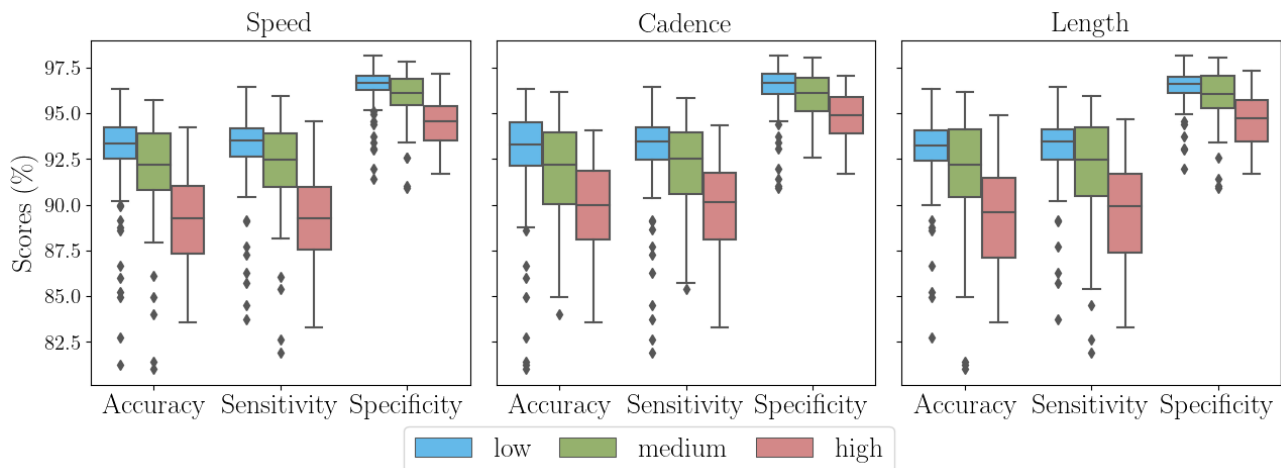 Speed Cadence Length
97.5
95.0
92.5
90.0
87.5
85.0
82.5
Scores (%)
Accuracy Sensitivity Specificity Accuracy Sensitivity Specificity Accuracy Sensitivity Specificity
low medium high